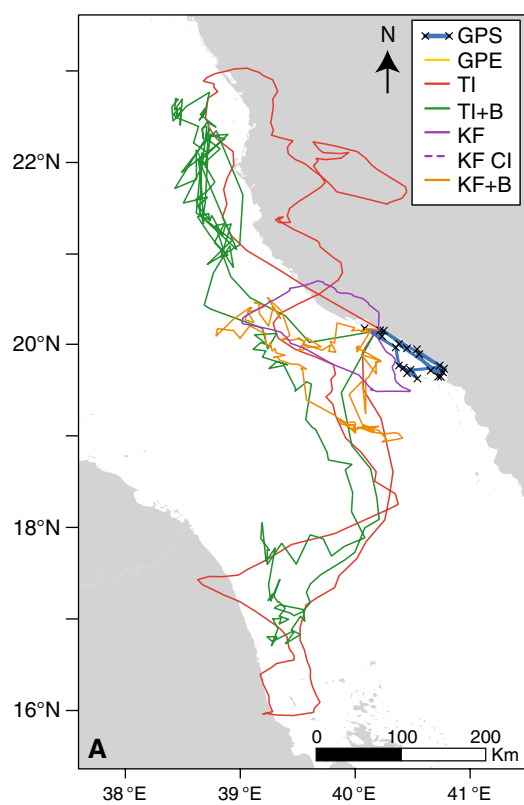 N
GPS
GPE
TI
TI+B
KF
KF CI
KF+B
22°N
20°N
18°N
16°N
A
0 100 200
Km
38°E 39°E 40°E 41°E